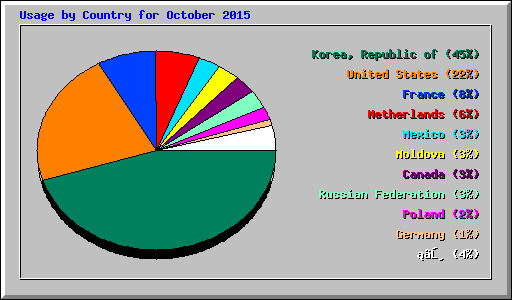 Usage by Country for October 2015
Korea, Republic of (45%)
United States (22%)
France (8%)
Netherlands (6%)
Mexico (3%)
Moldova (3%)
Canada (3%)
Russian Federation (3%)
Poland (2%)
Germany (1%)
(4%)